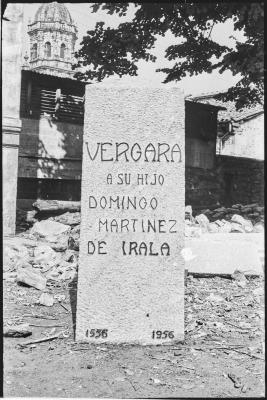 VERGARA
A SU HIJO
DOMINGO
MARTINEZ
DE IRALA
1556 1956